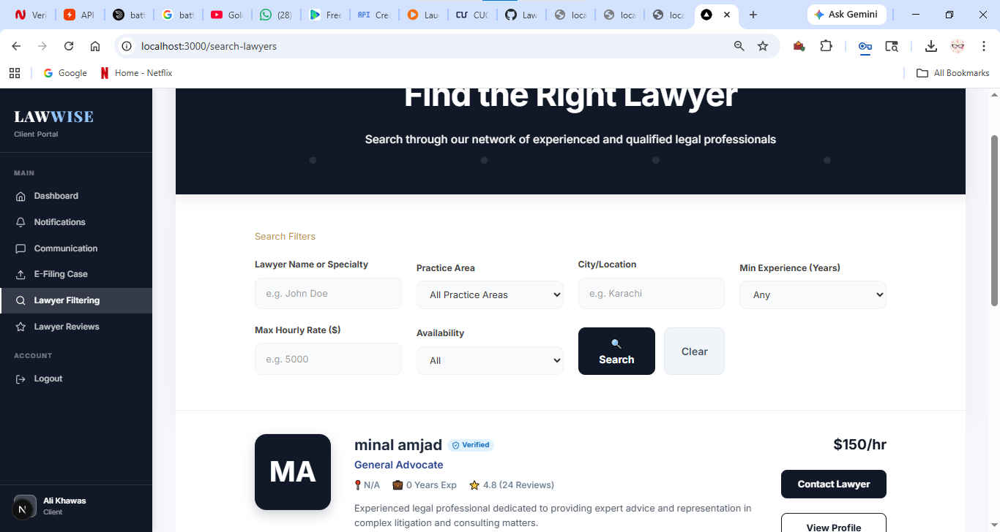 Veri
API
batt
batt
Gol
(28)
Free
API Crea
Lau
CU CUC
Law
loca
loca
loca
Ask Gemini
localhost:3000/search-lawyers
Google
Home - Netflix
All Bookmarks
LAWWISE
Client Portal
MAIN
Dashboard
Notifications
Communication
E-Filing Case
Lawyer Filtering
Lawyer Reviews
ACCOUNT
Logout
N
Ali Khawas
Client
Find the Right Lawyer
Search through our network of experienced and qualified legal professionals
Search Filters
Lawyer Name or Specialty
Practice Area
City/Location
Min Experience (Years)
e.g. John Doe
All Practice Areas
e.g. Karachi
Any
Max Hourly Rate ($)
Availability
e.g. 5000
All
Search
Clear
MA
minal amjad
Verified
General Advocate
N/A
0 Years Exp
4.8 (24 Reviews)
Experienced legal professional dedicated to providing expert advice and representation in
complex litigation and consulting matters.
$150/hr
Contact Lawyer
View Profile